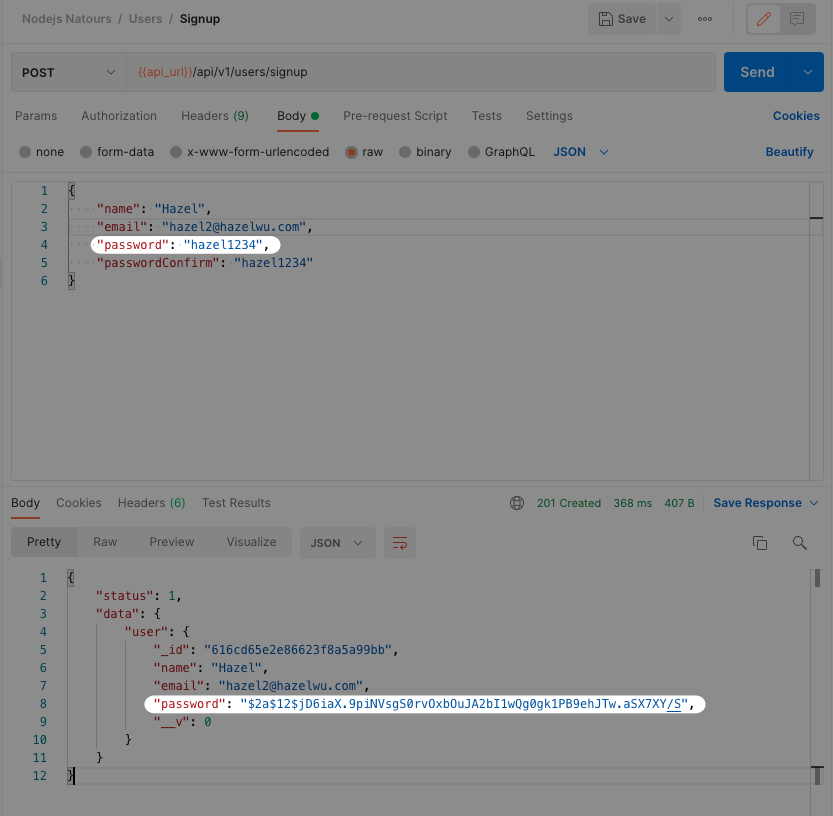 Nodejs Natours / Users / Signup
Save
POST {{api_url}}/api/v1/users/signup Send
Params Authorization Headers (9) Body Pre-request Script Tests Settings Cookies
none form-data x-www-form-urlencoded raw binary GraphQL JSON Beautify
1 {
2 "name": "Hazel",
3 "email": "hazel2@hazelwu.com",
4 "password": "hazel1234",
5 "passwordConfirm": "hazel1234"
6 }
Body Cookies Headers (6) Test Results 201 Created 368 ms 407 B Save Response
Pretty Raw Preview Visualize JSON
1 {
2 "status": 1,
3 "data": {
4 "user": {
5 "_id": "616cd65e2e86623f8a5a99bb",
6 "name": "Hazel",
7 "email": "hazel2@hazelwu.com",
8 "password": "$2a$12$jD6iaX.9piNVsgS0rvOxbOuJA2bI1wQg0gk1PB9ehJTw.aSX7XY/S",
9 "__v": 0
10 }
11 }
12 }